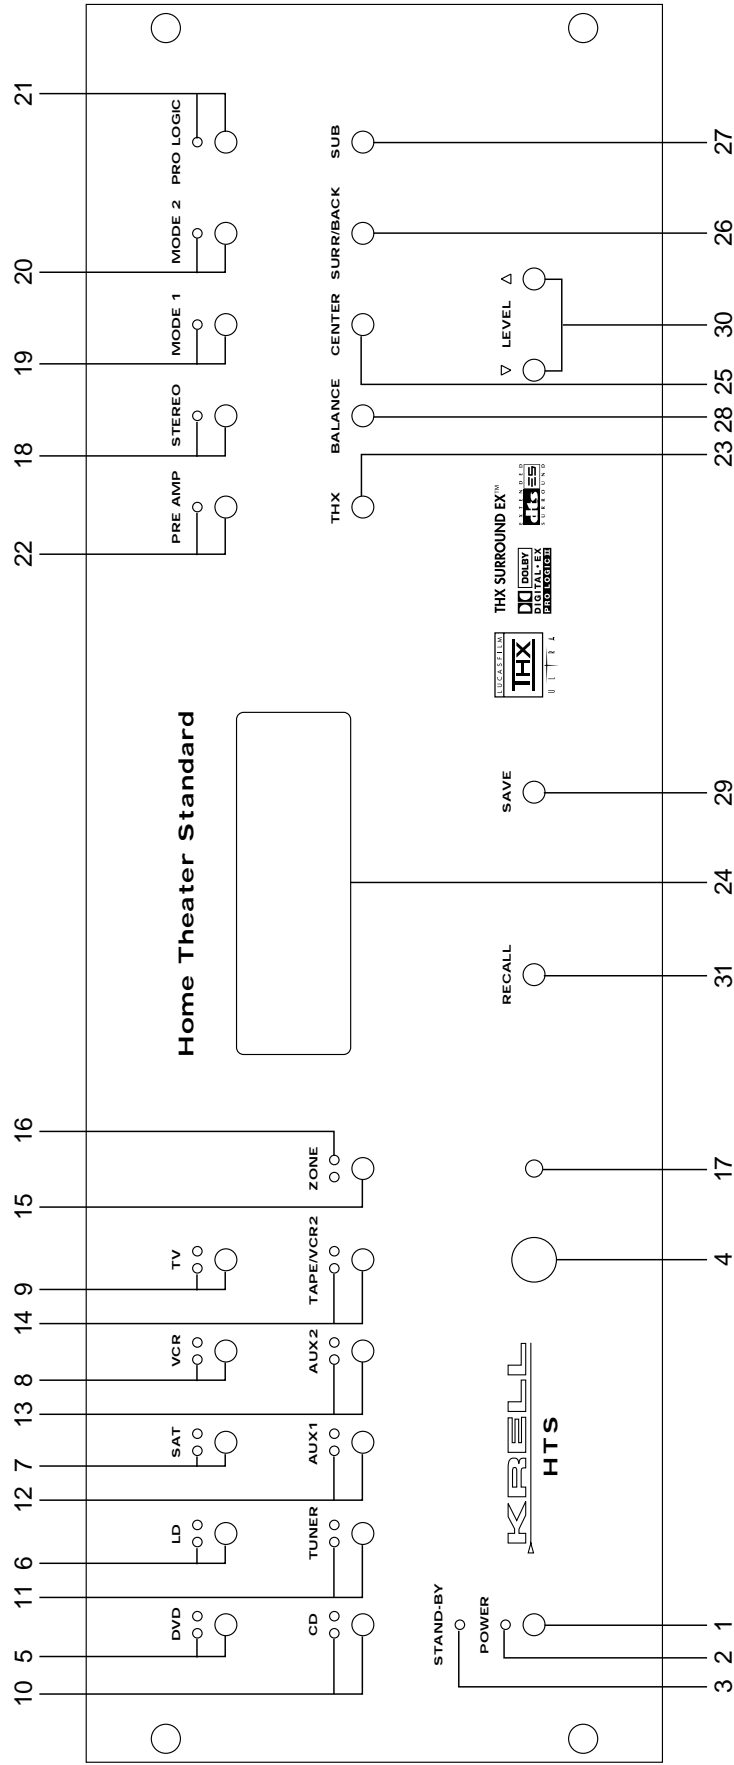 10 5 11 6 12 7 13 8 14 9 15 16 22 18 19 20 21
DVD LD SAT VCR TV
Home Theater Standard
PRE AMP STEREO MODE 1 MODE 2 PRO LOGIC
CD TUNER AUX1 AUX2 TAPE/VCR2 ZONE
THX BALANCE CENTER SURR/BACK SUB
STAND-BY
POWER
KRELL
HTS
RECALL SAVE
LUCASFILM
THX
ULTRA
THX SURROUND EX™
DOLBY
DIGITAL•EX
PRO LOGIC II
EXTENDED
dts ES
SURROUND
▽ LEVEL △
3 2 1 4 17 31 24 29 23 28 25 30 26 27